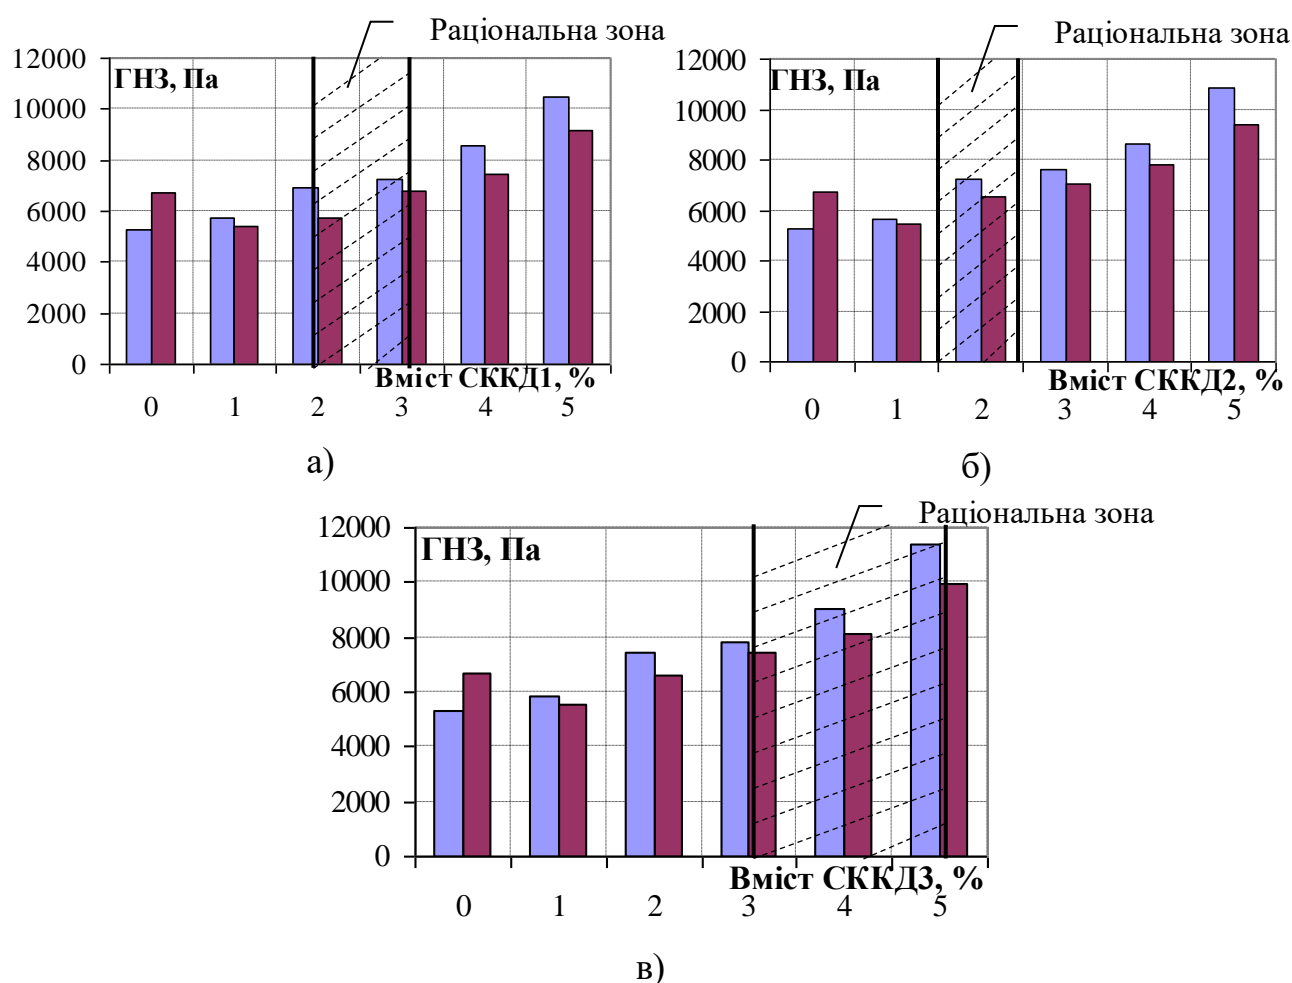 Раціональна зона
ГНЗ, Па
12000
10000
8000
6000
4000
2000
0
Вміст СККД1, %
0 1 2 3 4 5
а)
Раціональна зона
ГНЗ, Па
12000
10000
8000
6000
4000
2000
0
Вміст СККД2, %
0 1 2 3 4 5
б)
Раціональна зона
ГНЗ, Па
12000
10000
8000
6000
4000
2000
0
Вміст СККД3, %
0 1 2 3 4 5
в)